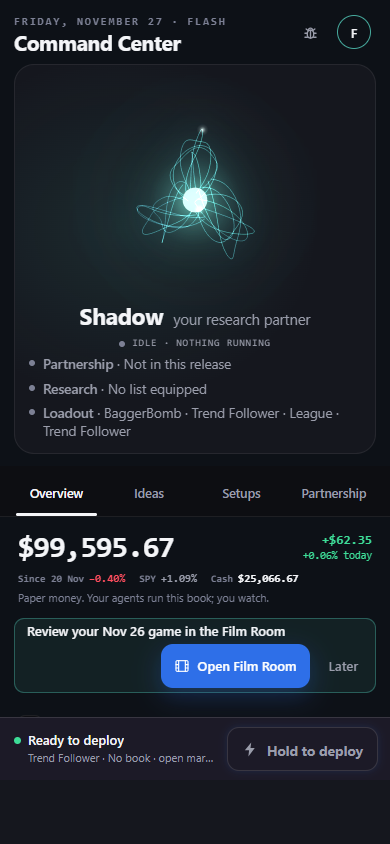 FRIDAY, NOVEMBER 27 · FLASH
Command Center
F
Shadow your research partner
IDLE · NOTHING RUNNING
Partnership · Not in this release
Research · No list equipped
Loadout · BaggerBomb · Trend Follower · League ·
Trend Follower
Overview Ideas Setups Partnership
$99,595.67
+$62.35
+0.06% today
Since 20 Nov −0.40% SPY +1.09% Cash $25,066.67
Paper money. Your agents run this book; you watch.
Review your Nov 26 game in the Film Room
Open Film Room Later
Ready to deploy
Trend Follower · No book · open mar...
Hold to deploy